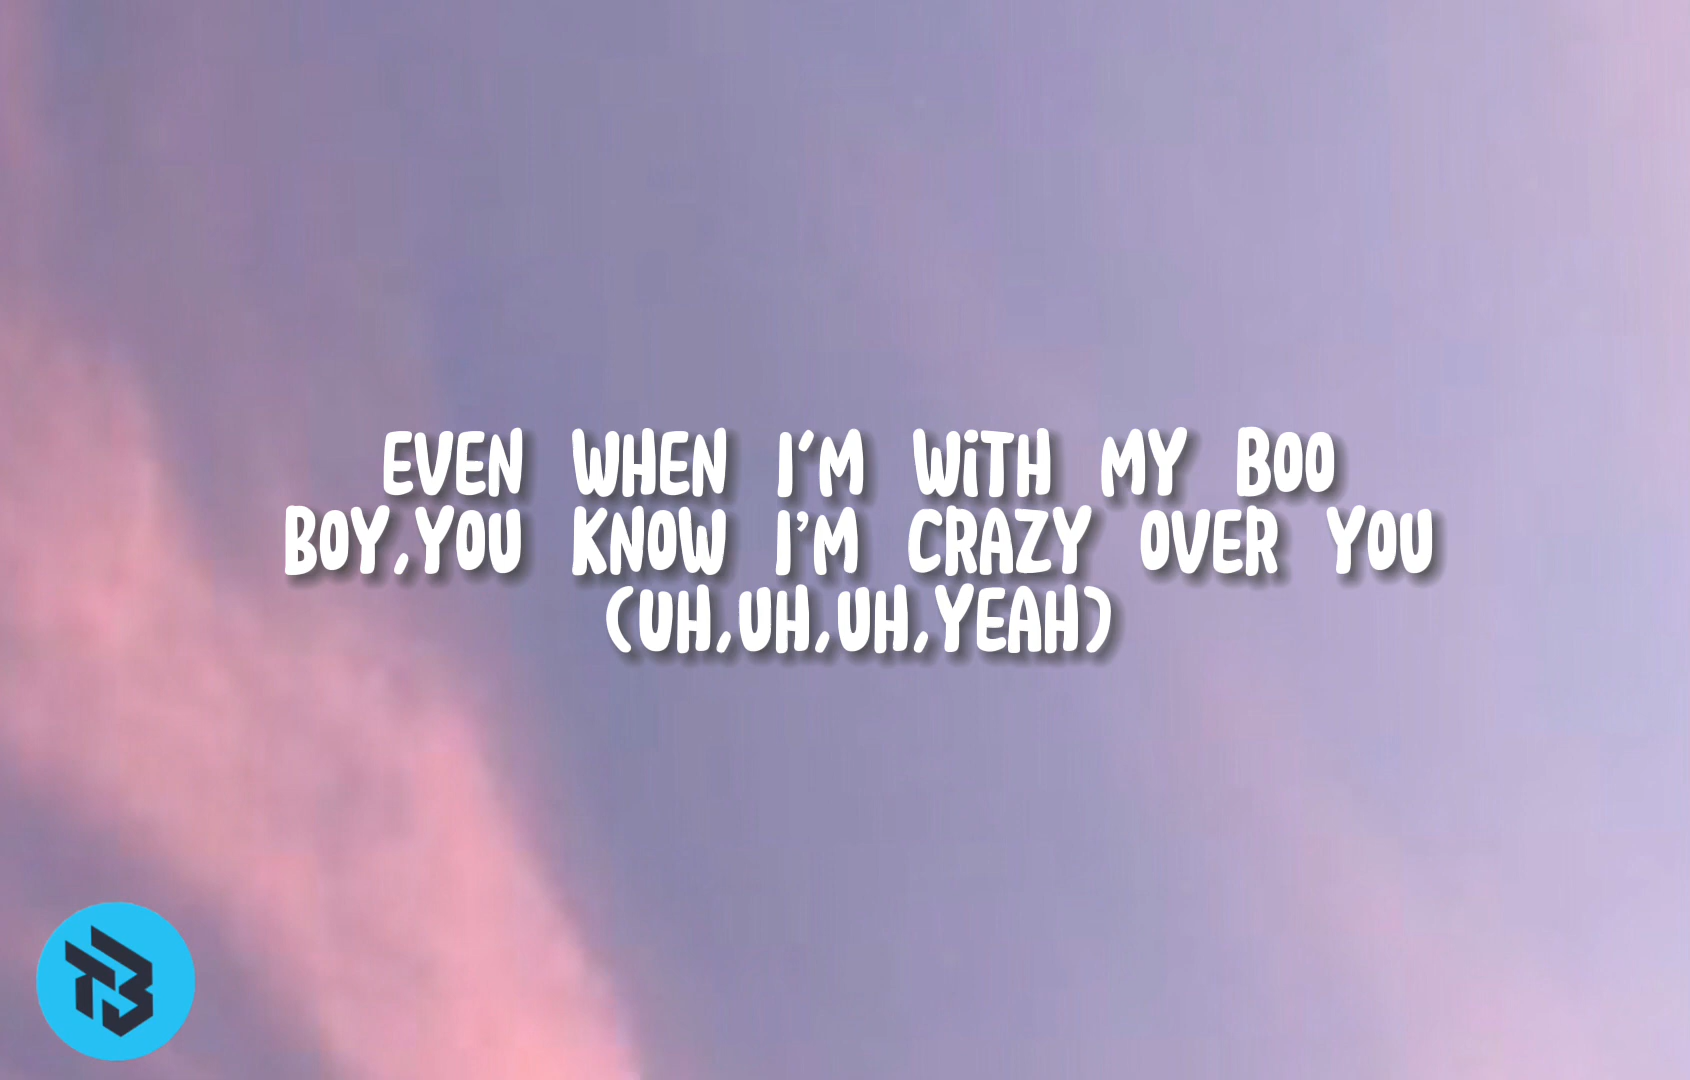 EVEN WHEN I'M WiTH MY BOO
BOY,YOU KNOW I'M CRAZY OVER YOU
(UH,UH,UH,YEAH)